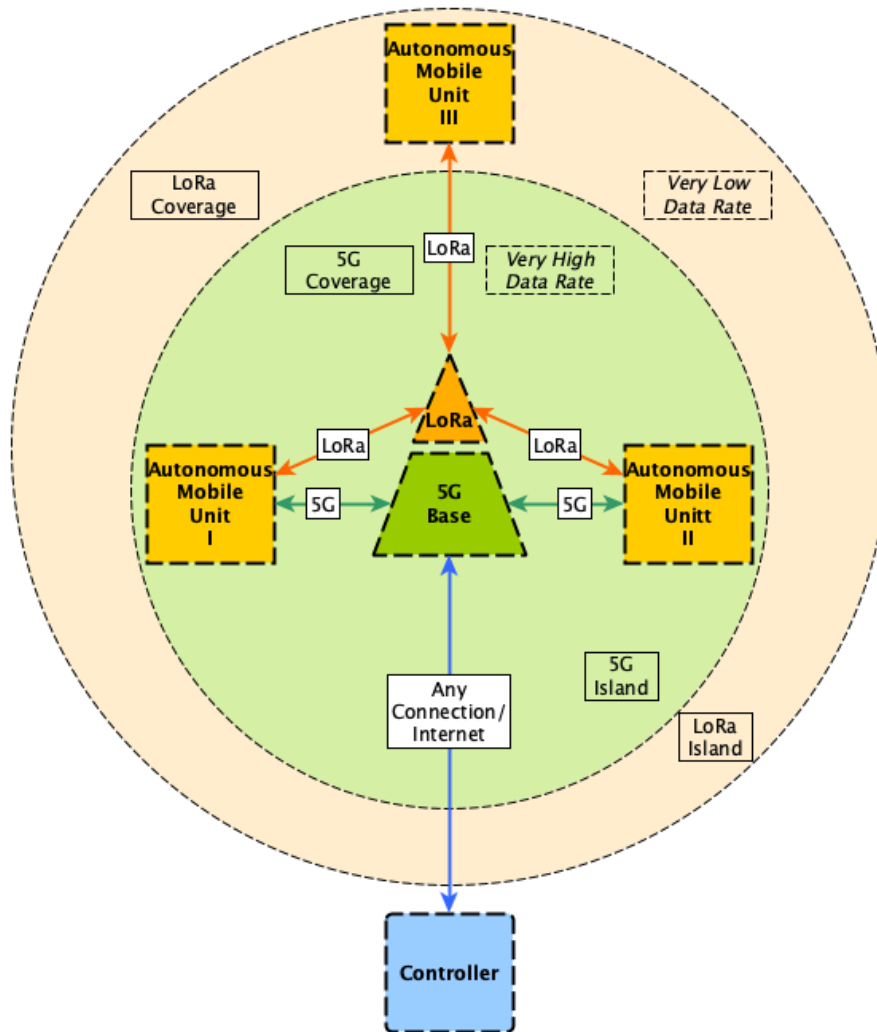 Autonomous
Mobile
Unit
III
LoRa
Coverage
Very Low
Data Rate
5G
Coverage
LoRa
Very High
Data Rate
LoRa
LoRa
LoRa
Autonomous
Mobile
Unit
I
5G
5G
Base
5G
Autonomous
Mobile
Unitt
II
5G
Island
Any
Connection/
Internet
LoRa
Island
Controller